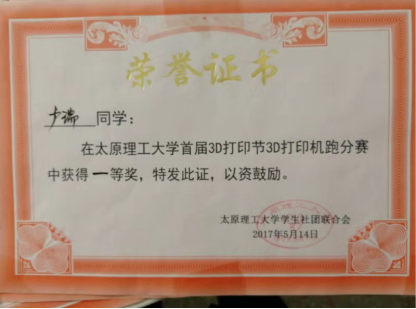 荣誉证书
卢瑞 同学：
在太原理工大学首届3D打印节3D打印机跑分赛
中获得 一等奖，特发此证，以资鼓励。
太原理工大学学生社团联合会
2017年5月14日